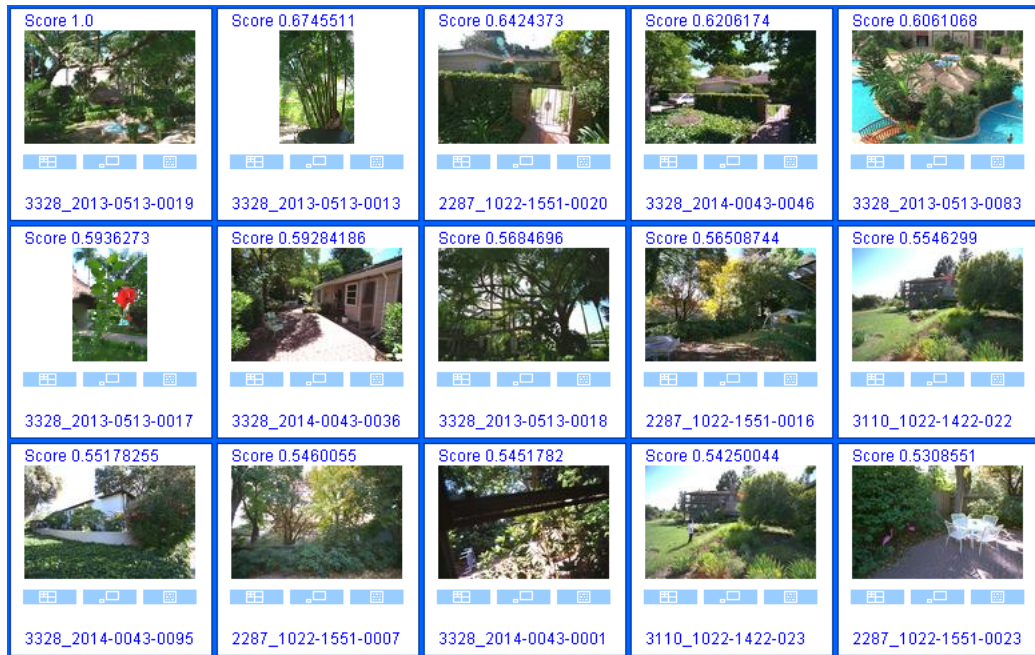 Score 1.0
3328_2013-0513-0019
Score 0.6745511
3328_2013-0513-0013
Score 0.6424373
2287_1022-1551-0020
Score 0.6206174
3328_2014-0043-0046
Score 0.6061068
3328_2013-0513-0083
Score 0.5936273
3328_2013-0513-0017
Score 0.59284186
3328_2014-0043-0036
Score 0.5684696
3328_2013-0513-0018
Score 0.56508744
2287_1022-1551-0016
Score 0.5546299
3110_1022-1422-022
Score 0.55178255
3328_2014-0043-0095
Score 0.5460055
2287_1022-1551-0007
Score 0.5451782
3328_2014-0043-0001
Score 0.54250044
3110_1022-1422-023
Score 0.5308551
2287_1022-1551-0023